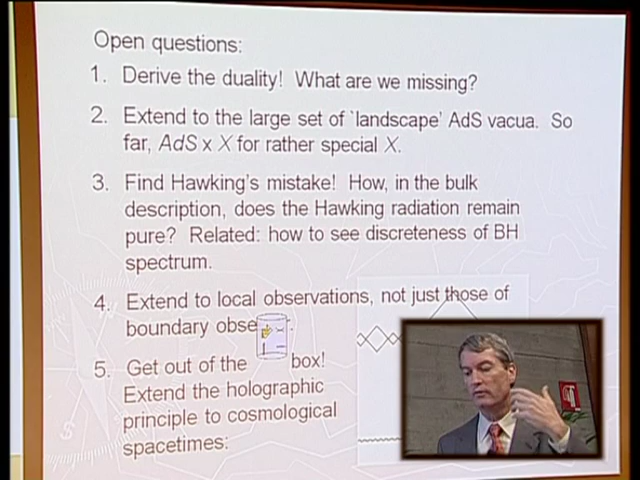 Open questions:
1. Derive the duality! What are we missing?
2. Extend to the large set of `landscape' AdS vacua. So
far, AdS x X for rather special X.
3. Find Hawking's mistake! How, in the bulk
description, does the Hawking radiation remain
pure? Related: how to see discreteness of BH
spectrum.
4. Extend to local observations, not just those of
boundary obse
5. Get out of the box!
Extend the holographic
principle to cosmological
spacetimes: